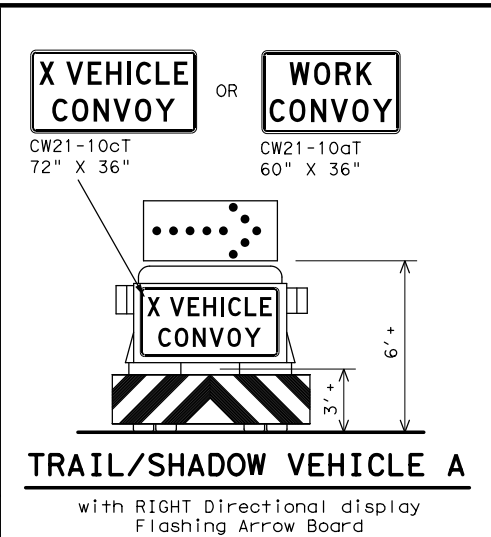 X VEHICLE
CONVOY
OR
WORK
CONVOY
CW21-10cT
72" X 36"
CW21-10aT
60" X 36"
X VEHICLE
CONVOY
6'+
3'+
TRAIL/SHADOW VEHICLE A
with RIGHT Directional display
Flashing Arrow Board